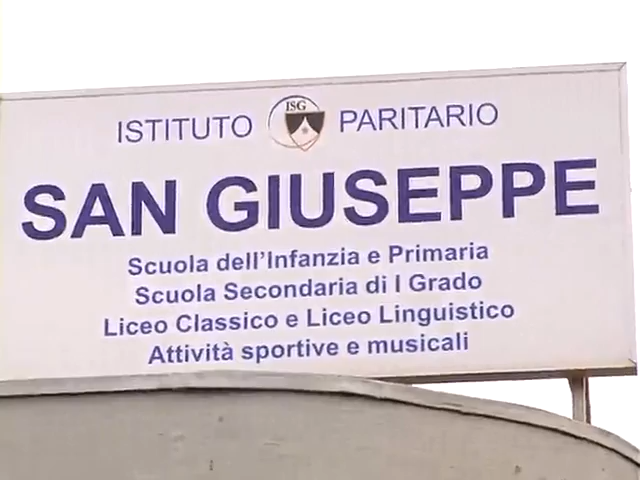 ISTITUTO ISG PARITARIO
SAN GIUSEPPE
Scuola dell'Infanzia e Primaria
Scuola Secondaria di I Grado
Liceo Classico e Liceo Linguistico
Attività sportive e musicali